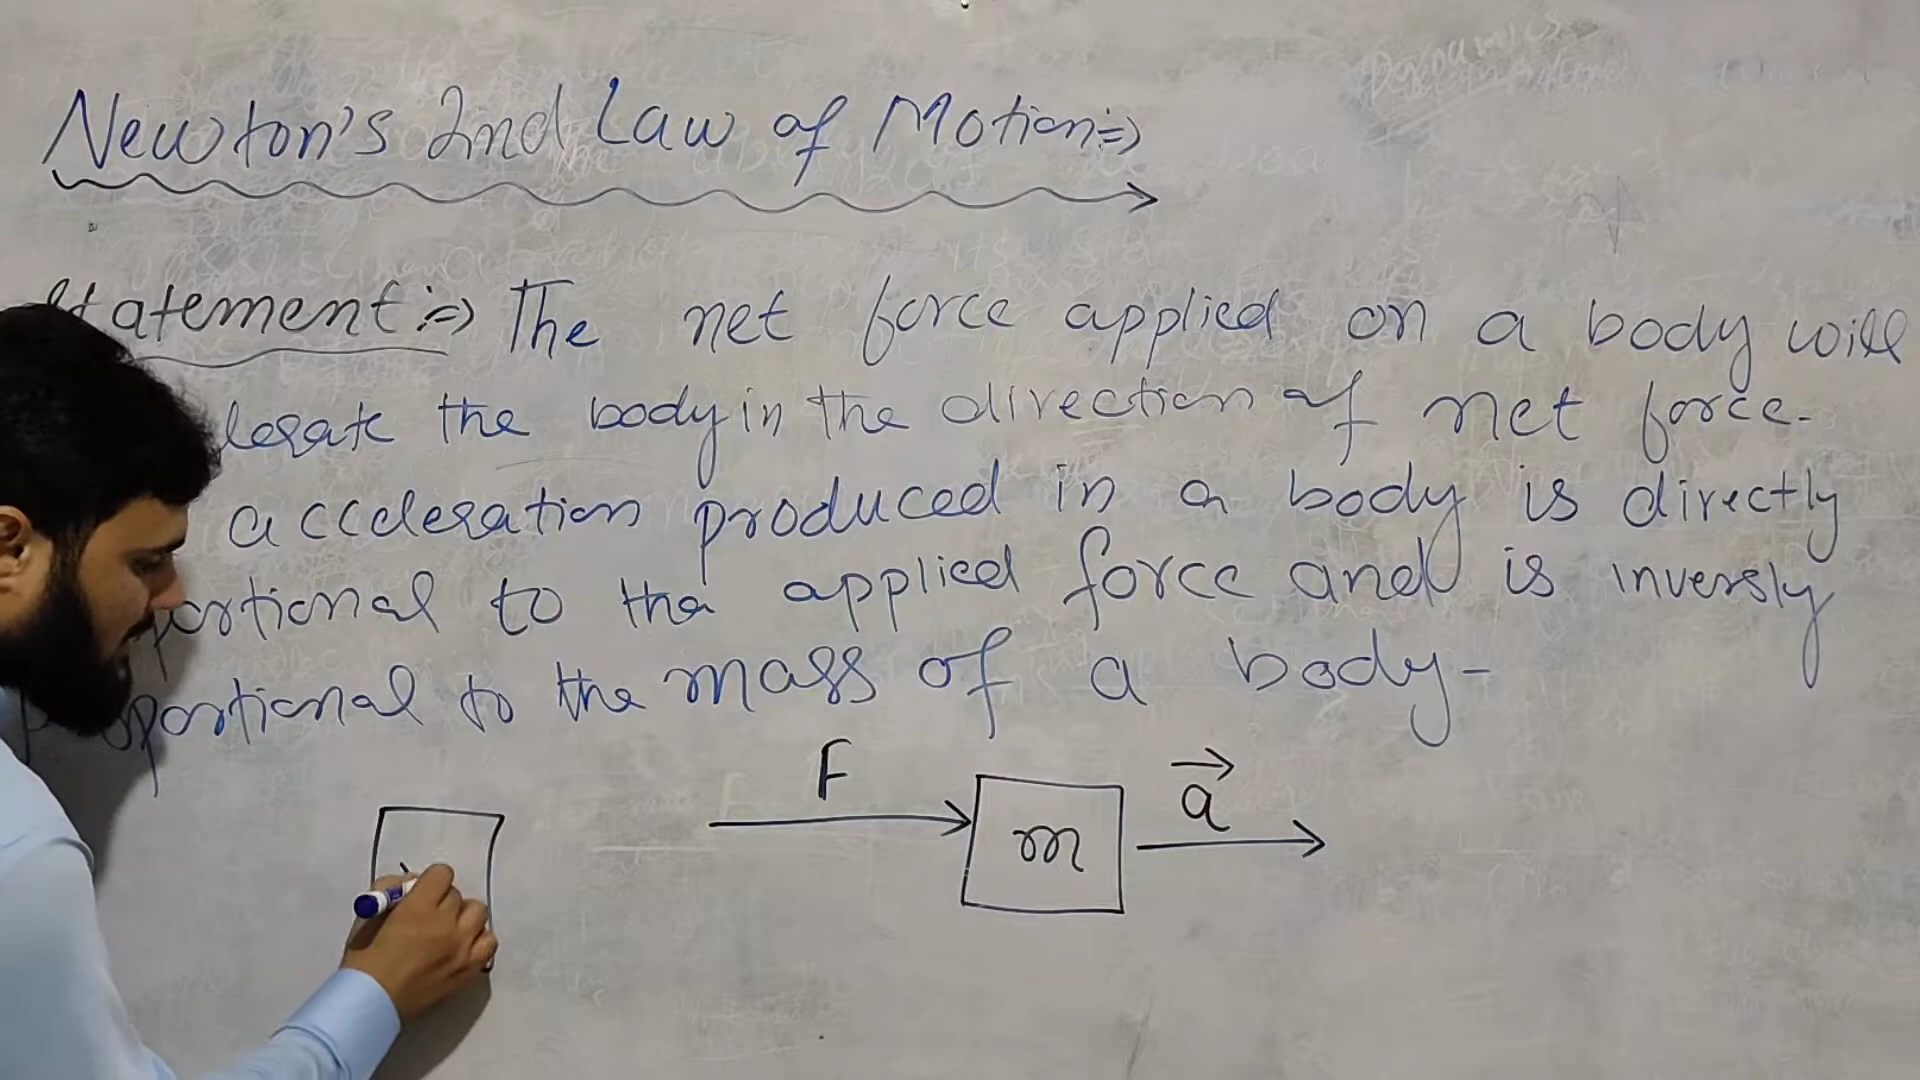 Newton's 2nd Law of Motion:⇒
Statement:⇒ The net force applied on a body will
lerate the body in the direction of net force.
acceleration produced in a body is directly
portional to the applied force and is inversly
proportional to the mass of a body-
F
a
m